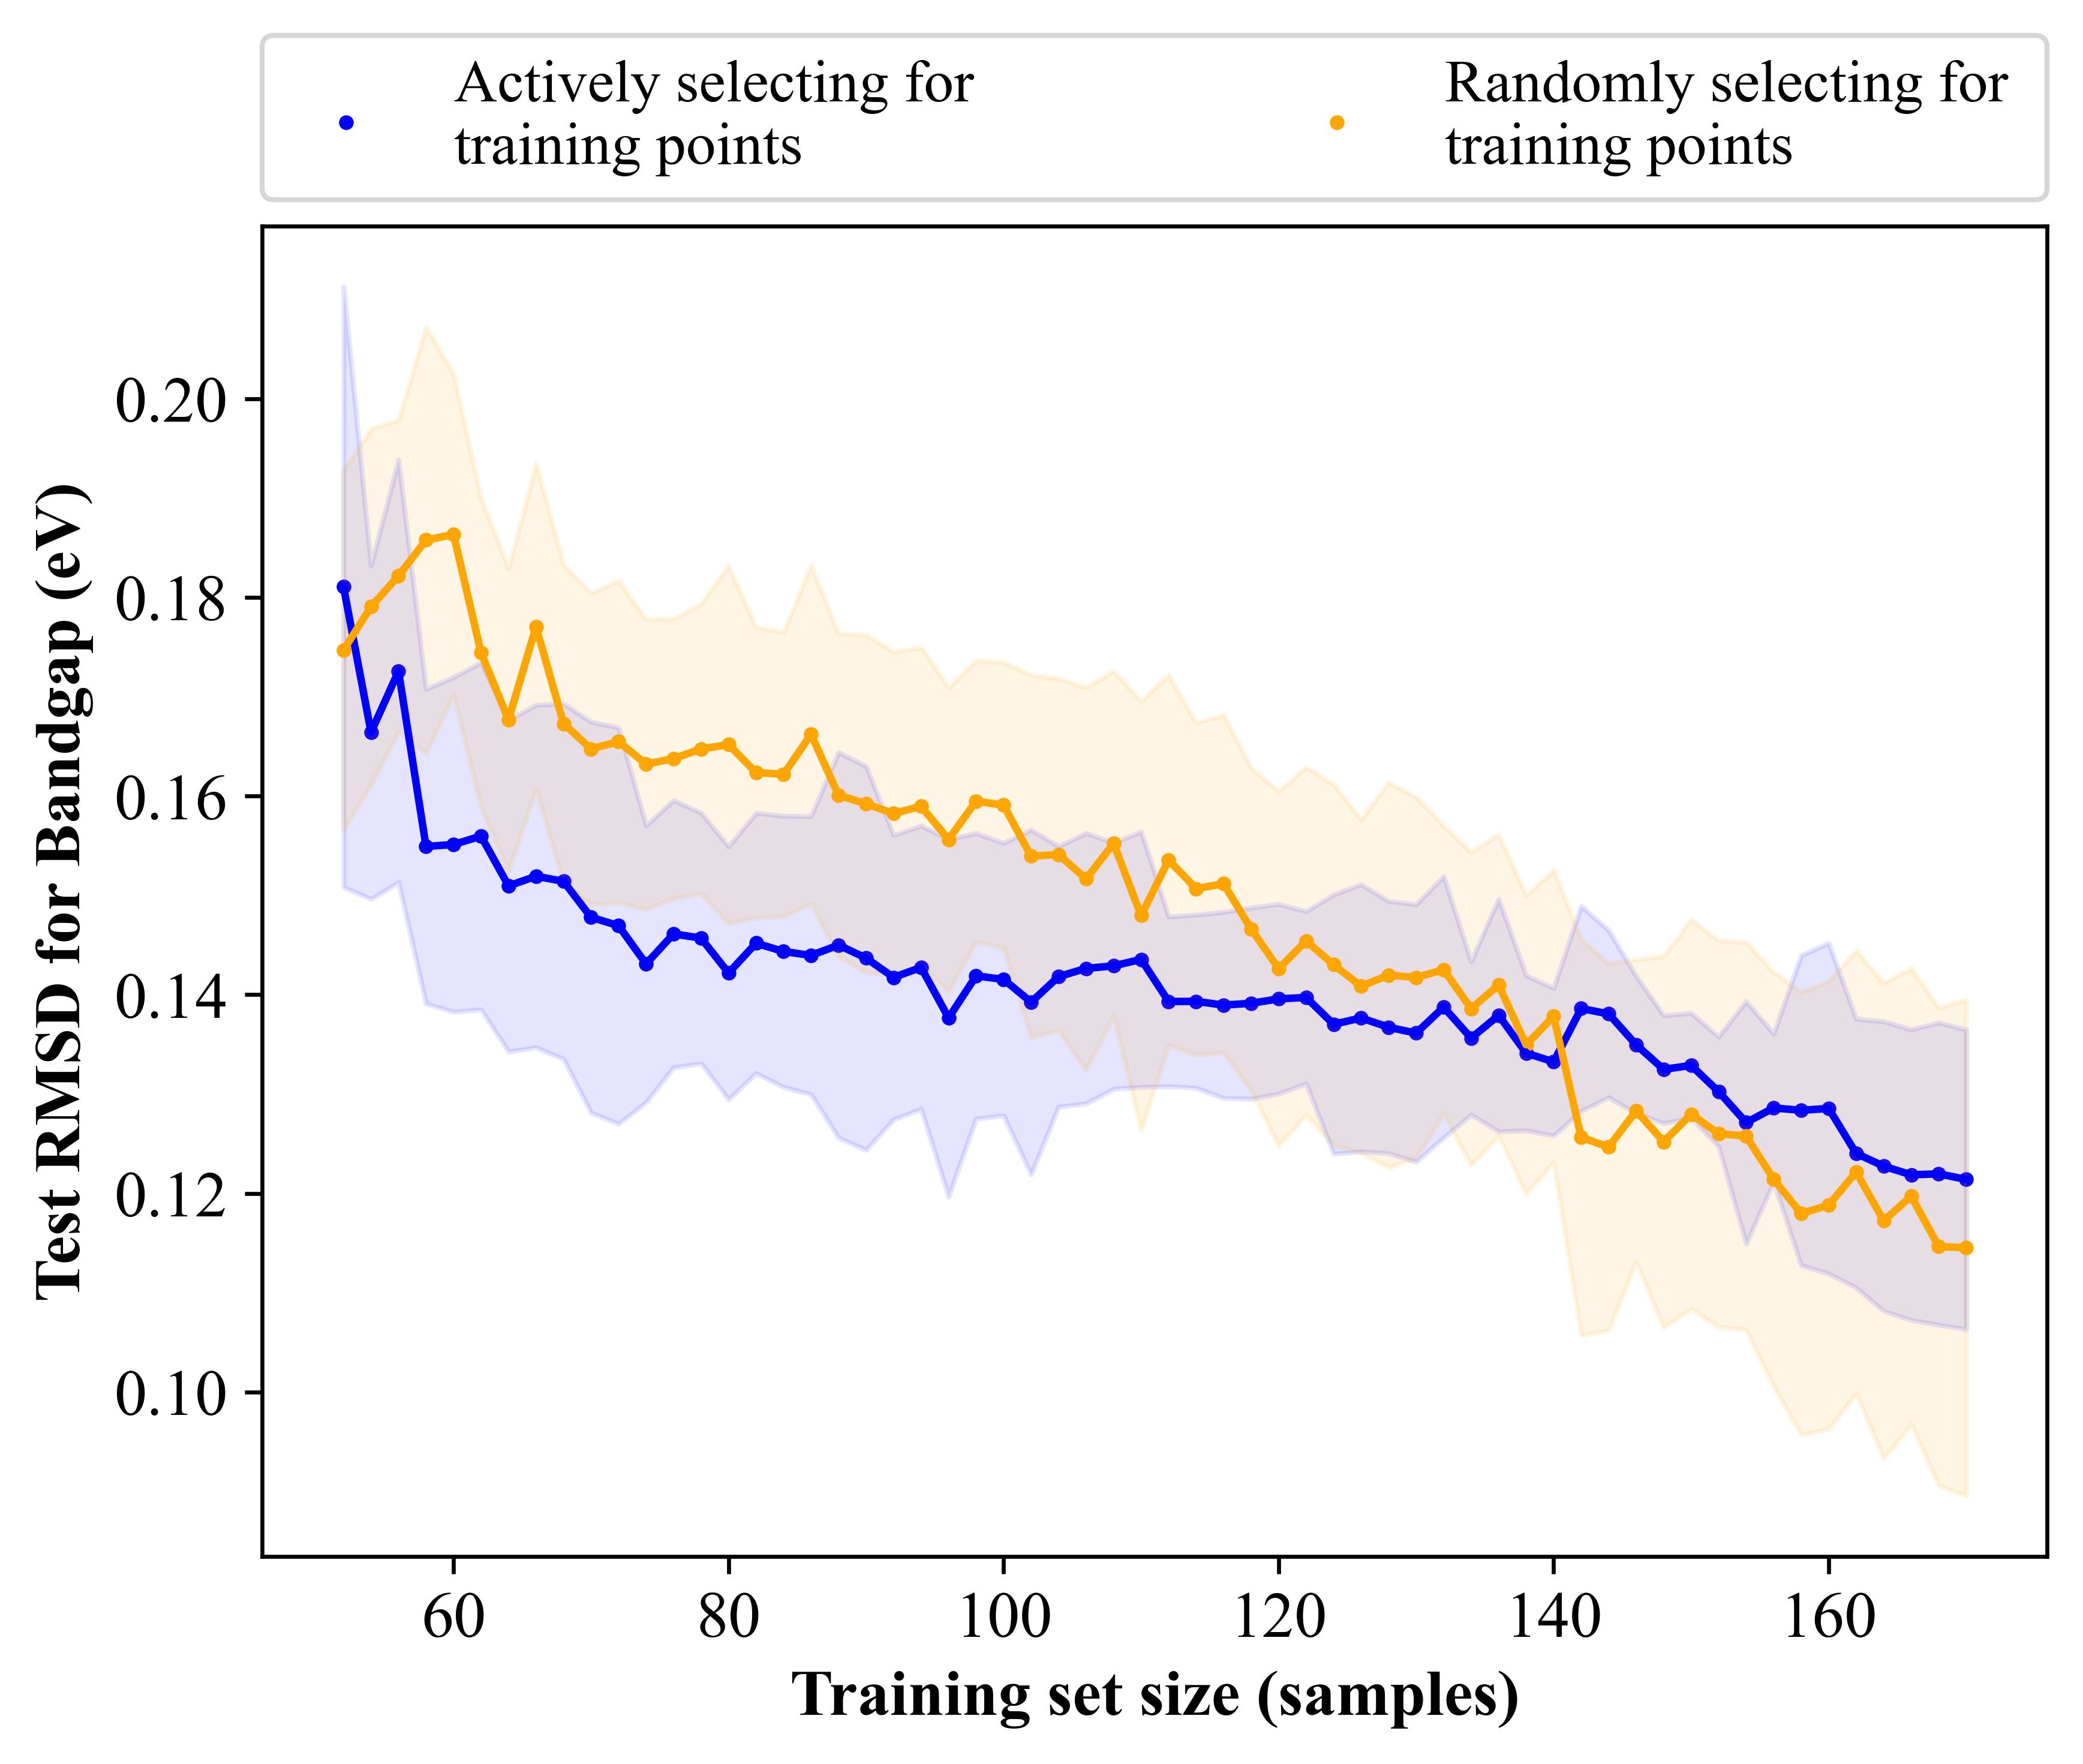 Actively selecting for
training points
Randomly selecting for
training points
Test RMSD for Bandgap (eV)
0.20
0.18
0.16
0.14
0.12
0.10
60 80 100 120 140 160
Training set size (samples)